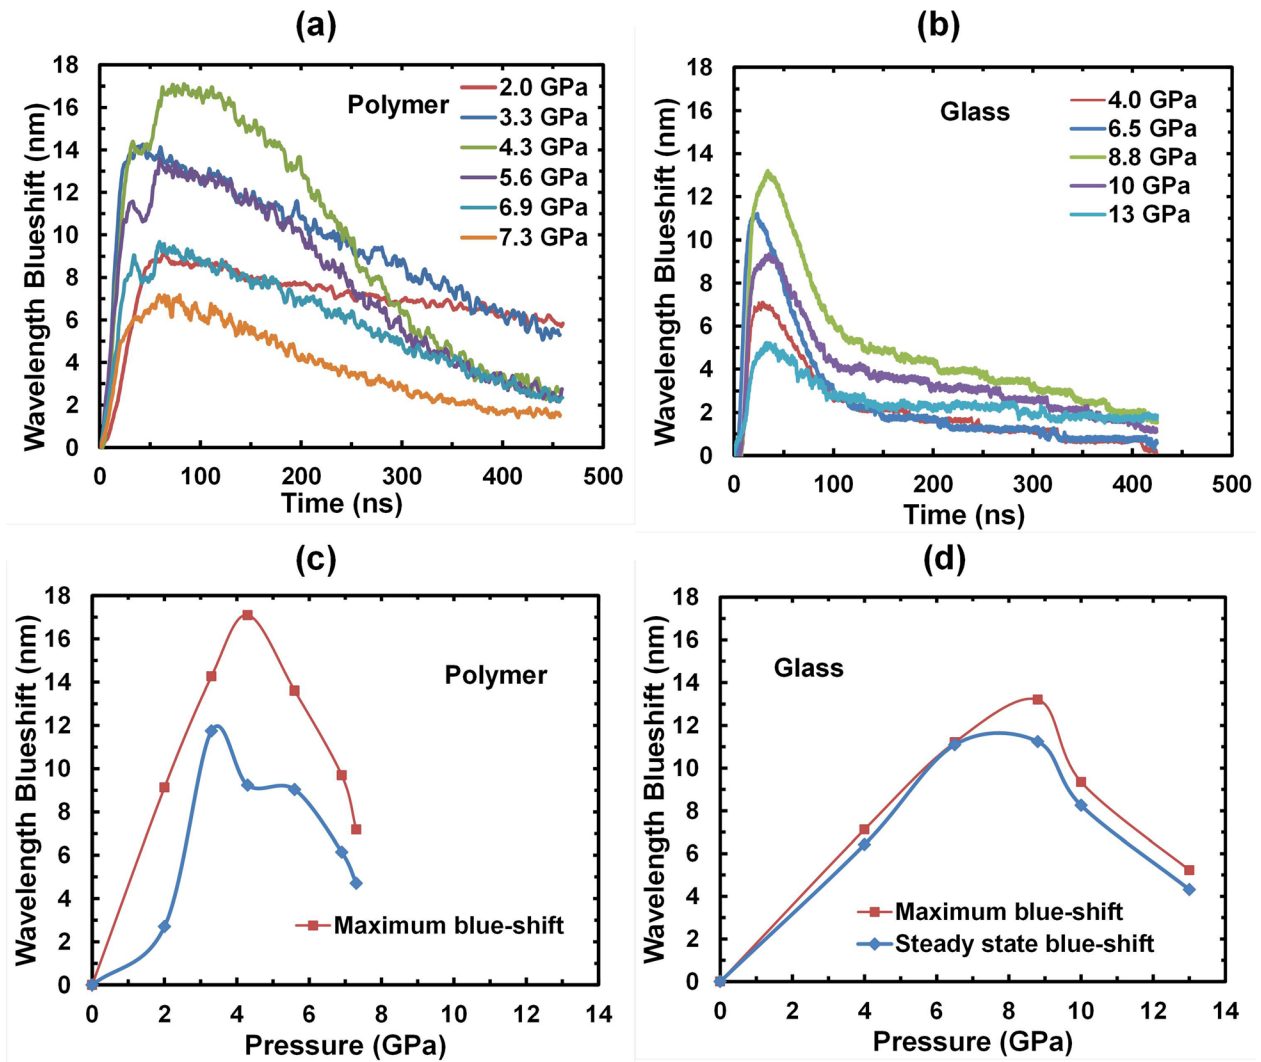 (a)
Wavelength Blueshift (nm)
18
16
14
12
10
8
6
4
2
0
Polymer
2.0 GPa
3.3 GPa
4.3 GPa
5.6 GPa
6.9 GPa
7.3 GPa
0 100 200 300 400 500
Time (ns)
(b)
Wavelength Blueshift (nm)
18
16
14
12
10
8
6
4
2
0
Glass
4.0 GPa
6.5 GPa
8.8 GPa
10 GPa
13 GPa
0 100 200 300 400 500
Time (ns)
(c)
Wavelength Blueshift (nm)
18
16
14
12
10
8
6
4
2
0
Polymer
Maximum blue-shift
0 2 4 6 8 10 12 14
Pressure (GPa)
(d)
Wavelength Blueshift (nm)
18
16
14
12
10
8
6
4
2
0
Glass
Maximum blue-shift
Steady state blue-shift
0 2 4 6 8 10 12 14
Pressure (GPa)